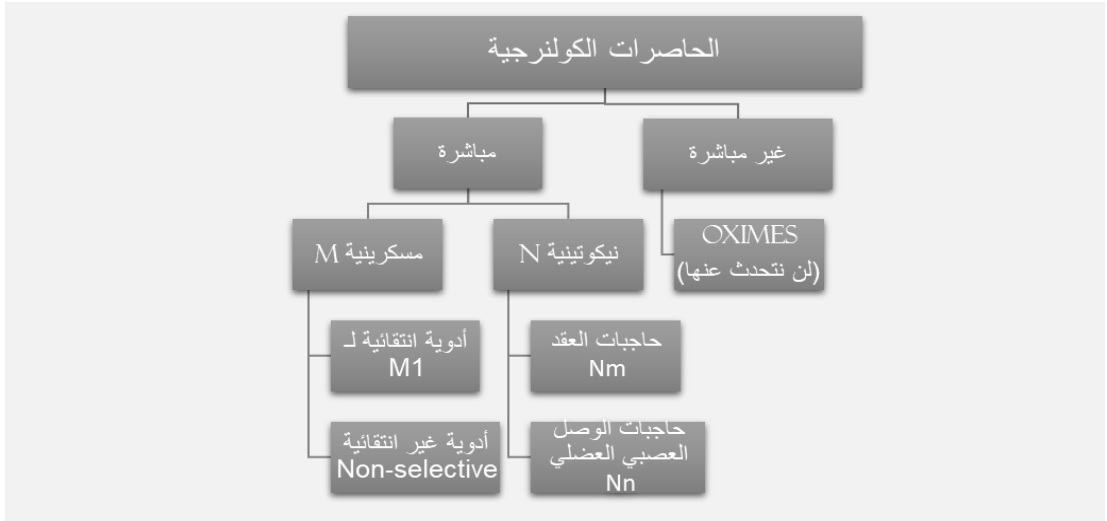 الحاصرات الكولنرجية
مباشرة
غير مباشرة
مسكرينية M
نيكوتينية N
OXIMES
(لن نتحدث عنها)
أدوية انتقائية لـ
M1
حاجبات العقد
Nm
أدوية غير انتقائية
Non-selective
حاجبات الوصل
العصبي العضلي
Nn